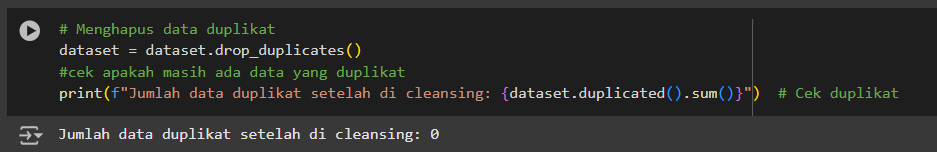 # Menghapus data duplikat
dataset = dataset.drop_duplicates()
#cek apakah masih ada data yang duplikat
print(f"Jumlah data duplikat setelah di cleansing: {dataset.duplicated().sum()}")  # Cek duplikat
Jumlah data duplikat setelah di cleansing: 0